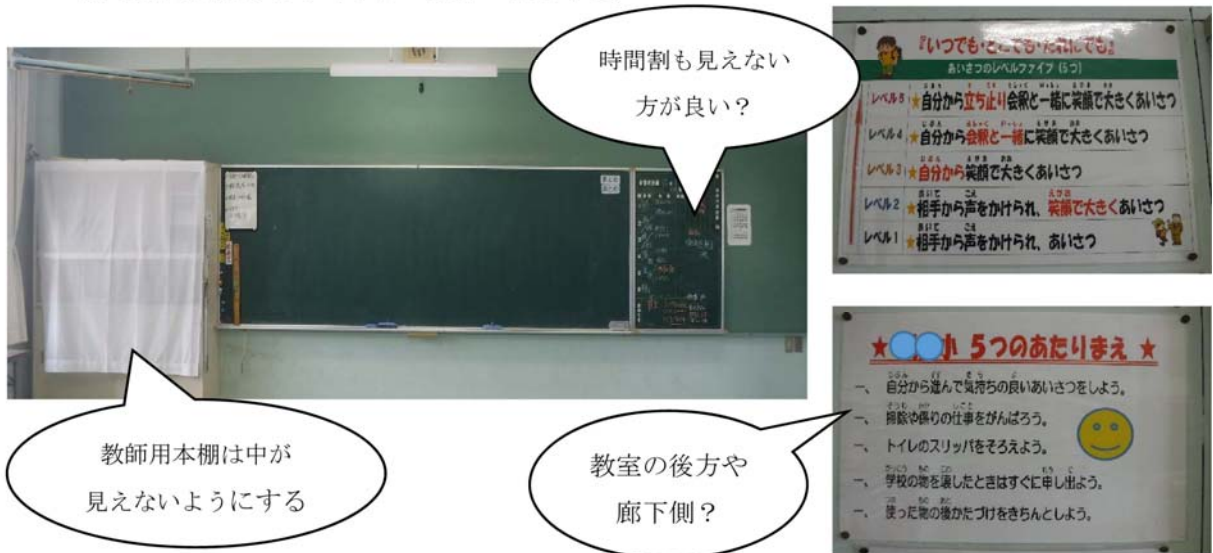 時間割も見えない
方が良い？
教師用本棚は中が
見えないようにする
教室の後方や
廊下側？
『いつでも・どこでも・だれにでも』
あいさつのレベルファイブ(5つ)
レベル5 ★自分から立ち止り会釈と一緒に笑顔で大きくあいさつ
レベル4 ★自分から会釈と一緒に笑顔で大きくあいさつ
レベル3 ★自分から笑顔で大きくあいさつ
レベル2 ★相手から声をかけられ、笑顔で大きくあいさつ
レベル1 ★相手から声をかけられ、あいさつ
★ 小 5つのあたりまえ ★
一、自分から進んで気持ちの良いあいさつをしよう。
一、掃除や係りの仕事をがんばろう。
一、トイレのスリッパをそろえよう。
一、学校の物を壊したときはすぐに申し出よう。
一、使った物の後かたづけをきちんとしよう。